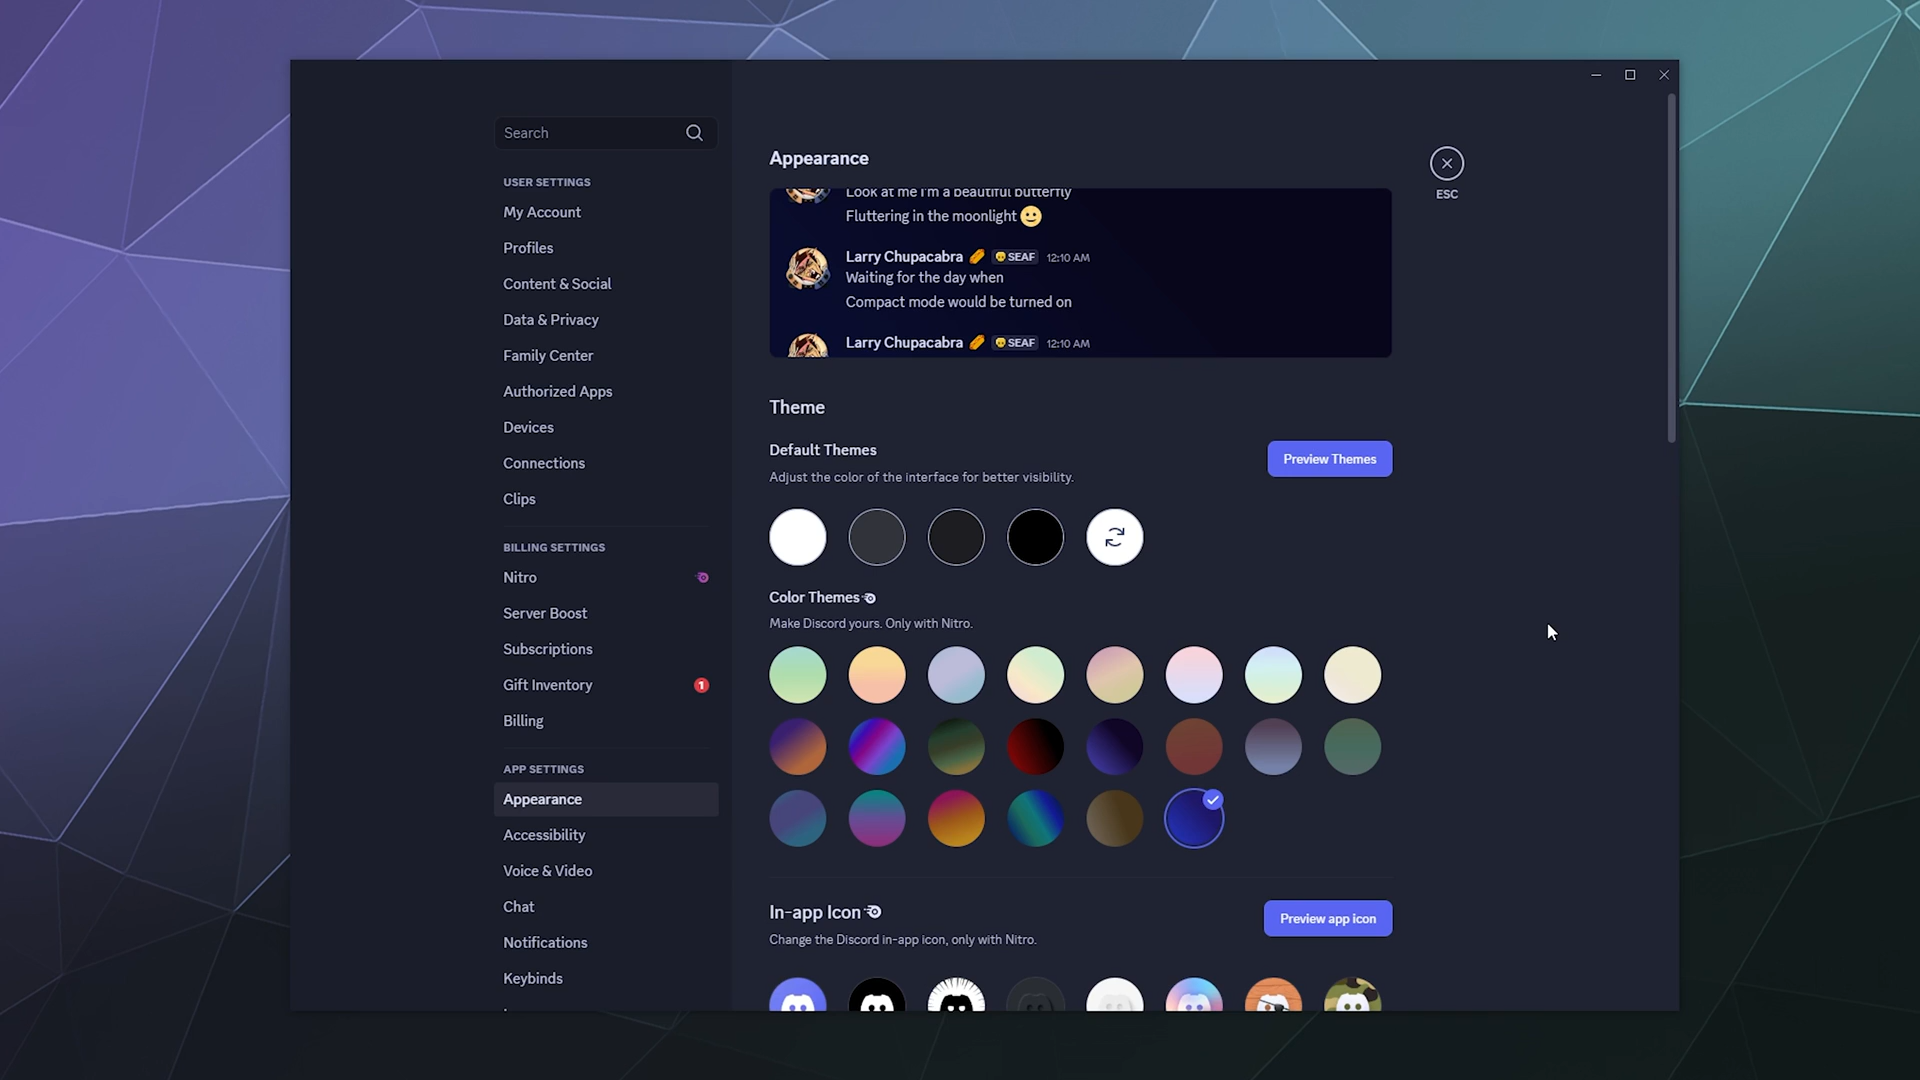 Search
USER SETTINGS
My Account
Profiles
Content & Social
Data & Privacy
Family Center
Authorized Apps
Devices
Connections
Clips
BILLING SETTINGS
Nitro
Server Boost
Subscriptions
Gift Inventory
1
Billing
APP SETTINGS
Appearance
Accessibility
Voice & Video
Chat
Notifications
Keybinds
Appearance
ESC
Look at me I'm a beautiful butterfly
Fluttering in the moonlight 🙂
Larry Chupacabra SEAF 12:10 AM
Waiting for the day when
Compact mode would be turned on
Larry Chupacabra SEAF 12:10 AM
Theme
Default Themes
Adjust the color of the interface for better visibility.
Preview Themes
Color Themes
Make Discord yours. Only with Nitro.
In-app Icon
Change the Discord in-app icon, only with Nitro.
Preview app icon